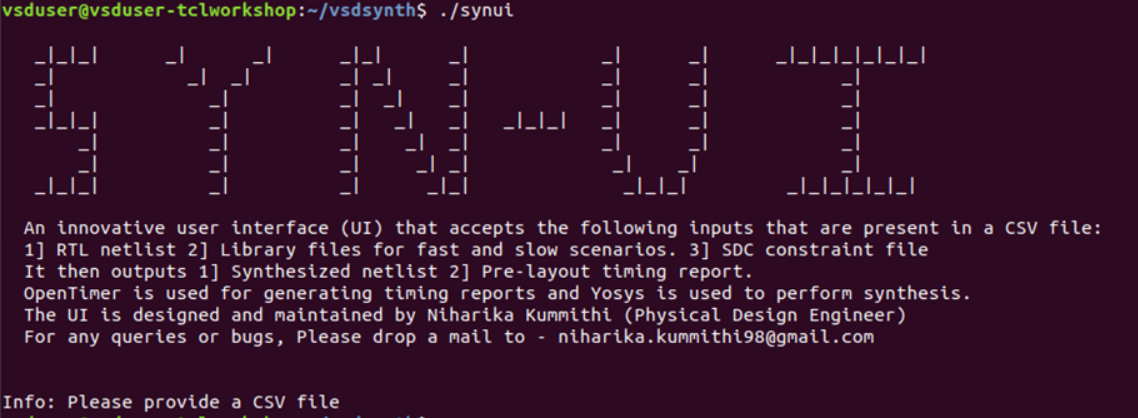 vsduser@vsduser-tclworkshop:~/vsdsynth$ ./synui
SYN-UI
An innovative user interface (UI) that accepts the following inputs that are present in a CSV file:
1] RTL netlist 2] Library files for fast and slow scenarios. 3] SDC constraint file
It then outputs 1] Synthesized netlist 2] Pre-layout timing report.
OpenTimer is used for generating timing reports and Yosys is used to perform synthesis.
The UI is designed and maintained by Niharika Kummithi (Physical Design Engineer)
For any queries or bugs, Please drop a mail to - niharika.kummithi98@gmail.com
Info: Please provide a CSV file